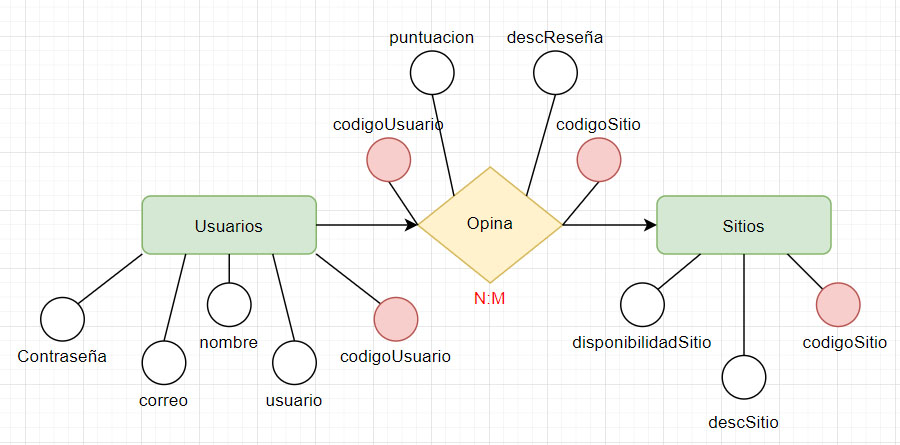 puntuacion
descReseña
codigoUsuario
codigoSitio
Usuarios
Opina
Sitios
N:M
Contraseña
correo
nombre
usuario
codigoUsuario
disponibilidadSitio
descSitio
codigoSitio